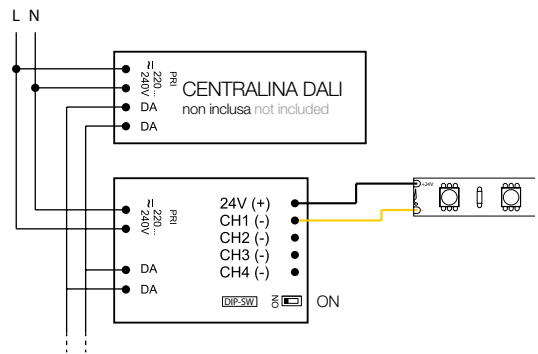 L N
≂ 220...
240V
PRI
DA
DA
CENTRALINA DALI
non inclusa not included
≂ 220...
240V
PRI
DA
DA
24V (+)
CH1 (-)
CH2 (-)
CH3 (-)
CH4 (-)
DIP-SW
ON
ON
+24V